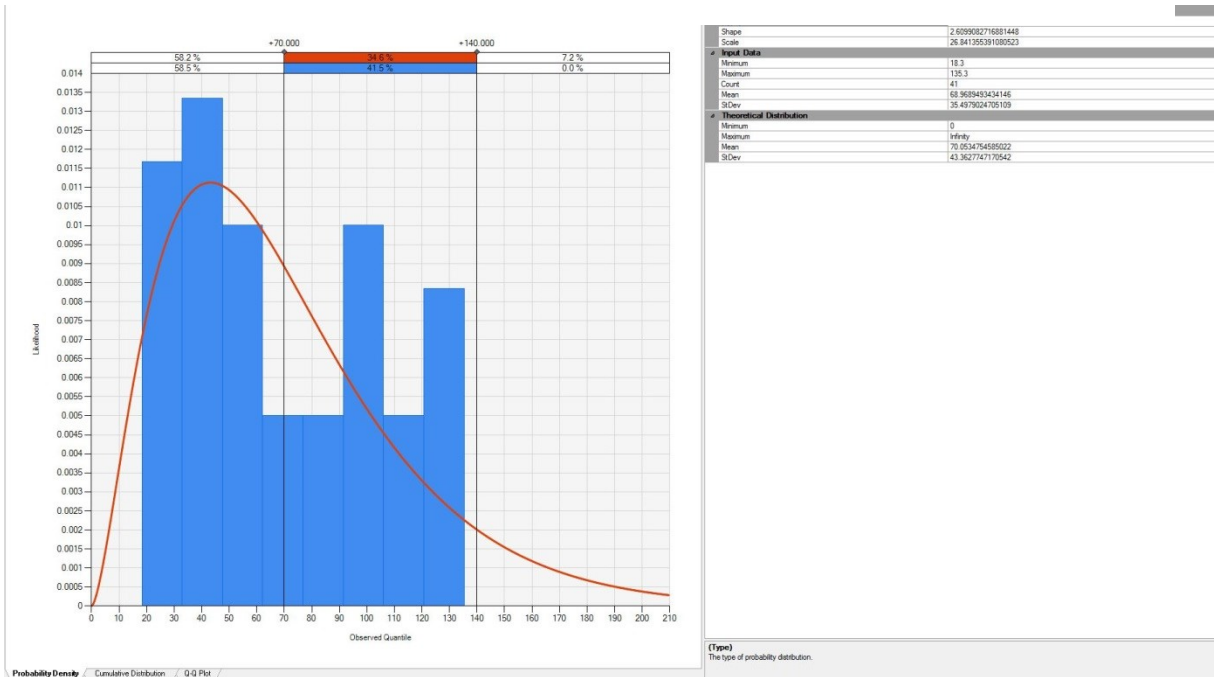 +70.000 +140.000
58.2 % 34.6 % 7.2 %
58.5 % 41.5 % 0.0 %
0.014
0.0135
0.013
0.0125
0.012
0.0115
0.011
0.0105
0.01
0.0095
0.009
0.0085
0.008
0.0075
0.007
0.0065
0.006
0.0055
0.005
0.0045
0.004
0.0035
0.003
0.0025
0.002
0.0015
0.001
0.0005
0
Likelihood
0 10 20 30 40 50 60 70 80 90 100 110 120 130 140 150 160 170 180 190 200 210
Observed Quantile
Probability Density Cumulative Distribution Q-Q Plot
Shape 2.6099082716881448
Scale 26.841355391080523
Input Data
Minimum 18.3
Maximum 135.3
Count 41
Mean 68.9689493434146
StDev 35.4979024705109
Theoretical Distribution
Minimum 0
Maximum Infinity
Mean 70.0534754585022
StDev 43.3627747170542
(Type)
The type of probability distribution.